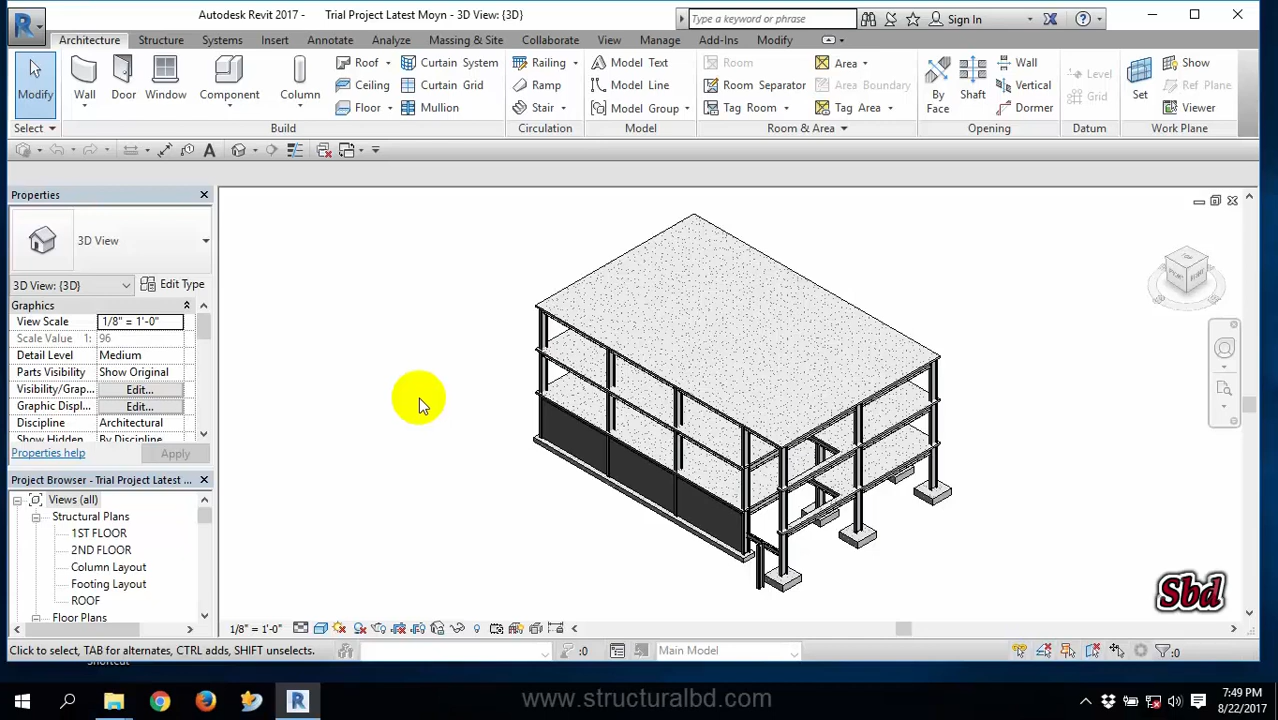 Autodesk Revit 2017 - Trial Project Latest Moyn - 3D View: {3D}
Type a keyword or phrase
Sign In
Architecture Structure Systems Insert Annotate Analyze Massing & Site Collaborate View Manage Add-Ins Modify
Modify
Wall
Door
Window
Component
Column
Roof
Ceiling
Floor
Curtain System
Curtain Grid
Mullion
Railing
Ramp
Stair
Model Text
Model Line
Model Group
Room
Room Separator
Tag Room
Area
Area Boundary
Tag Area
By Face
Shaft
Wall
Vertical
Dormer
Level
Grid
Set
Show
Ref Plane
Viewer
Select Build Circulation Model Room & Area Opening Datum Work Plane
Properties
3D View
3D View: {3D} Edit Type
Graphics
View Scale 1/8" = 1'-0"
Scale Value 1: 96
Detail Level Medium
Parts Visibility Show Original
Visibility/Grap... Edit...
Graphic Displ... Edit...
Discipline Architectural
Show Hidden By Discipline
Properties help Apply
Project Browser - Trial Project Latest ...
Views (all)
Structural Plans
1ST FLOOR
2ND FLOOR
Column Layout
Footing Layout
ROOF
Floor Plans
Sbd
1/8" = 1'-0"
Click to select, TAB for alternates, CTRL adds, SHIFT unselects.
:0
Main Model
:0
Shortcut
www.structuralbd.com
7:49 PM
8/22/2017